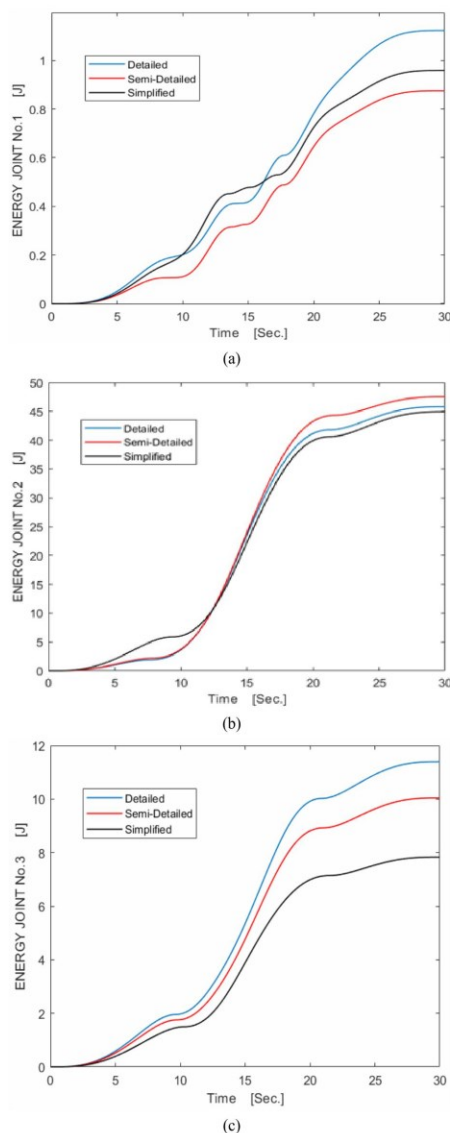 1
0.8
0.6
0.4
0.2
0
ENERGY JOINT No.1 [J]
Detailed
Semi-Detailed
Simplified
0 5 10 15 20 25 30
Time [Sec.]
(a)
50
45
40
35
30
25
20
15
10
5
0
ENERGY JOINT No.2 [J]
Detailed
Semi-Detailed
Simplified
0 5 10 15 20 25 30
Time [Sec.]
(b)
12
10
8
6
4
2
0
ENERGY JOINT No.3 [J]
Detailed
Semi-Detailed
Simplified
0 5 10 15 20 25 30
Time [Sec.]
(c)